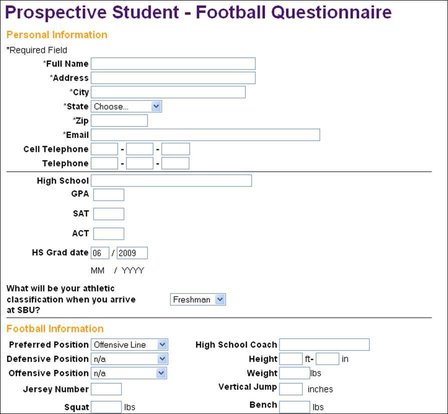 Prospective Student - Football Questionnaire
Personal Information
*Required Field
*Full Name
*Address
*City
*State Choose...
*Zip
*Email
Cell Telephone - -
Telephone - -
High School
GPA
SAT
ACT
HS Grad date 06 / 2009
MM / YYYY
What will be your athletic
classification when you arrive Freshman
at SBU?
Football Information
Preferred Position Offensive Line High School Coach
Defensive Position n/a Height ft- in
Offensive Position n/a Weight lbs
Jersey Number Vertical Jump inches
Squat lbs Bench lbs